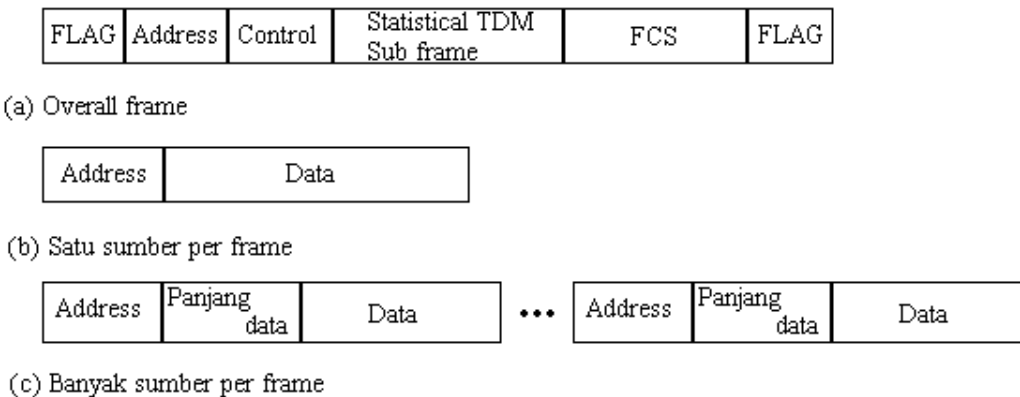 FLAG Address Control Statistical TDM Sub frame FCS FLAG
(a) Overall frame
Address Data
(b) Satu sumber per frame
Address Panjang data Data ••• Address Panjang data Data
(c) Banyak sumber per frame